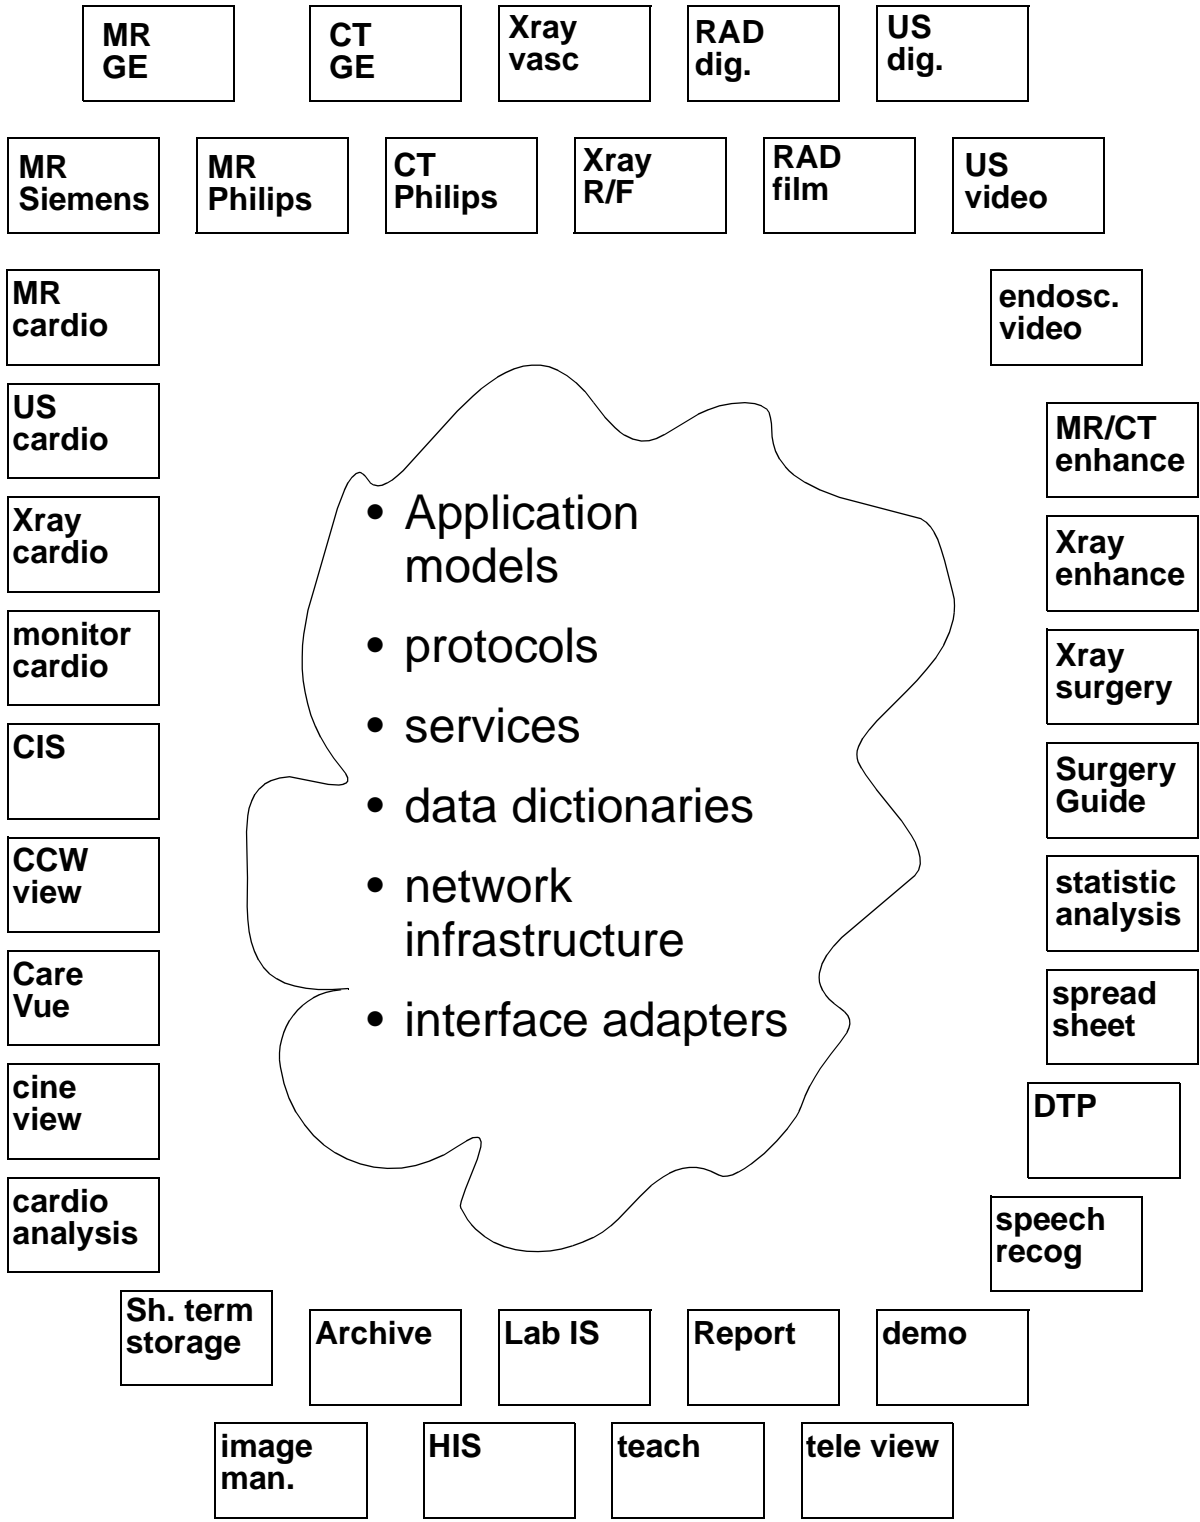 MR
GE
CT
GE
Xray
vasc
RAD
dig.
US
dig.
MR
Siemens
MR
Philips
CT
Philips
Xray
R/F
RAD
film
US
video
MR
cardio
US
cardio
Xray
cardio
monitor
cardio
CIS
CCW
view
Care
Vue
cine
view
cardio
analysis
• Application
models
• protocols
• services
• data dictionaries
• network
infrastructure
• interface adapters
endosc.
video
MR/CT
enhance
Xray
enhance
Xray
surgery
Surgery
Guide
statistic
analysis
spread
sheet
DTP
speech
recog
Sh. term
storage
Archive
Lab IS
Report
demo
image
man.
HIS
teach
tele view